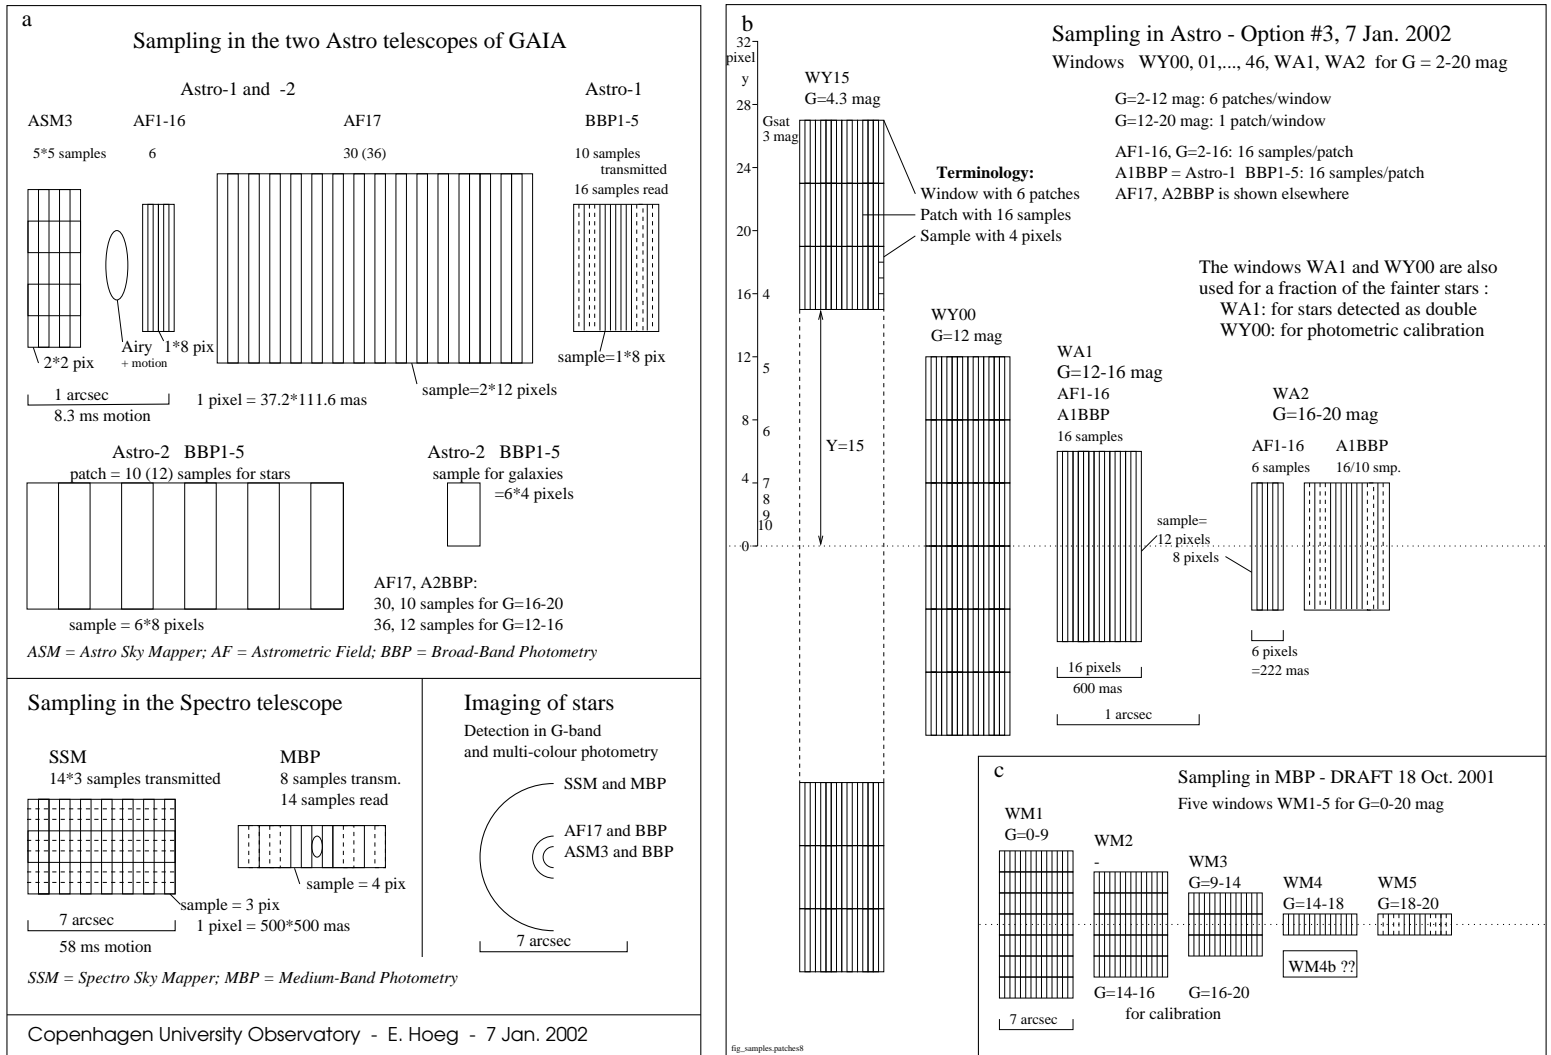 a
Sampling in the two Astro telescopes of GAIA
Astro-1 and -2
Astro-1
ASM3
AF1-16
AF17
BBP1-5
5*5 samples
6
30 (36)
10 samples
transmitted
16 samples read
2*2 pix
Airy
+ motion
1*8 pix
sample=1*8 pix
sample=2*12 pixels
1 arcsec
8.3 ms motion
1 pixel = 37.2*111.6 mas
Astro-2 BBP1-5
patch = 10 (12) samples for stars
Astro-2 BBP1-5
sample for galaxies
=6*4 pixels
sample = 6*8 pixels
AF17, A2BBP:
30, 10 samples for G=16-20
36, 12 samples for G=12-16
ASM = Astro Sky Mapper; AF = Astrometric Field; BBP = Broad-Band Photometry
Sampling in the Spectro telescope
SSM
14*3 samples transmitted
MBP
8 samples transm.
14 samples read
sample = 4 pix
sample = 3 pix
1 pixel = 500*500 mas
7 arcsec
58 ms motion
SSM = Spectro Sky Mapper; MBP = Medium-Band Photometry
Imaging of stars
Detection in G-band
and multi-colour photometry
SSM and MBP
AF17 and BBP
ASM3 and BBP
7 arcsec
Copenhagen University Observatory - E. Hoeg - 7 Jan. 2002
b
Sampling in Astro - Option #3, 7 Jan. 2002
Windows WY00, 01,..., 46, WA1, WA2 for G = 2-20 mag
32
pixel
y
28
24
20
16
12
8
4
0
Gsat
3 mag
4
5
6
7
8
9
10
WY15
G=4.3 mag
G=2-12 mag: 6 patches/window
G=12-20 mag: 1 patch/window
AF1-16, G=2-16: 16 samples/patch
A1BBP = Astro-1 BBP1-5: 16 samples/patch
AF17, A2BBP is shown elsewhere
Terminology:
Window with 6 patches
Patch with 16 samples
Sample with 4 pixels
The windows WA1 and WY00 are also
used for a fraction of the fainter stars :
WA1: for stars detected as double
WY00: for photometric calibration
Y=15
WY00
G=12 mag
WA1
G=12-16 mag
AF1-16
A1BBP
16 samples
WA2
G=16-20 mag
AF1-16
6 samples
A1BBP
16/10 smp.
sample=
12 pixels
8 pixels
16 pixels
600 mas
1 arcsec
6 pixels
=222 mas
fig_samples.patches8
c
Sampling in MBP - DRAFT 18 Oct. 2001
Five windows WM1-5 for G=0-20 mag
WM1
G=0-9
WM2
-
WM3
G=9-14
WM4
G=14-18
WM5
G=18-20
WM4b ??
G=14-16
G=16-20
for calibration
7 arcsec